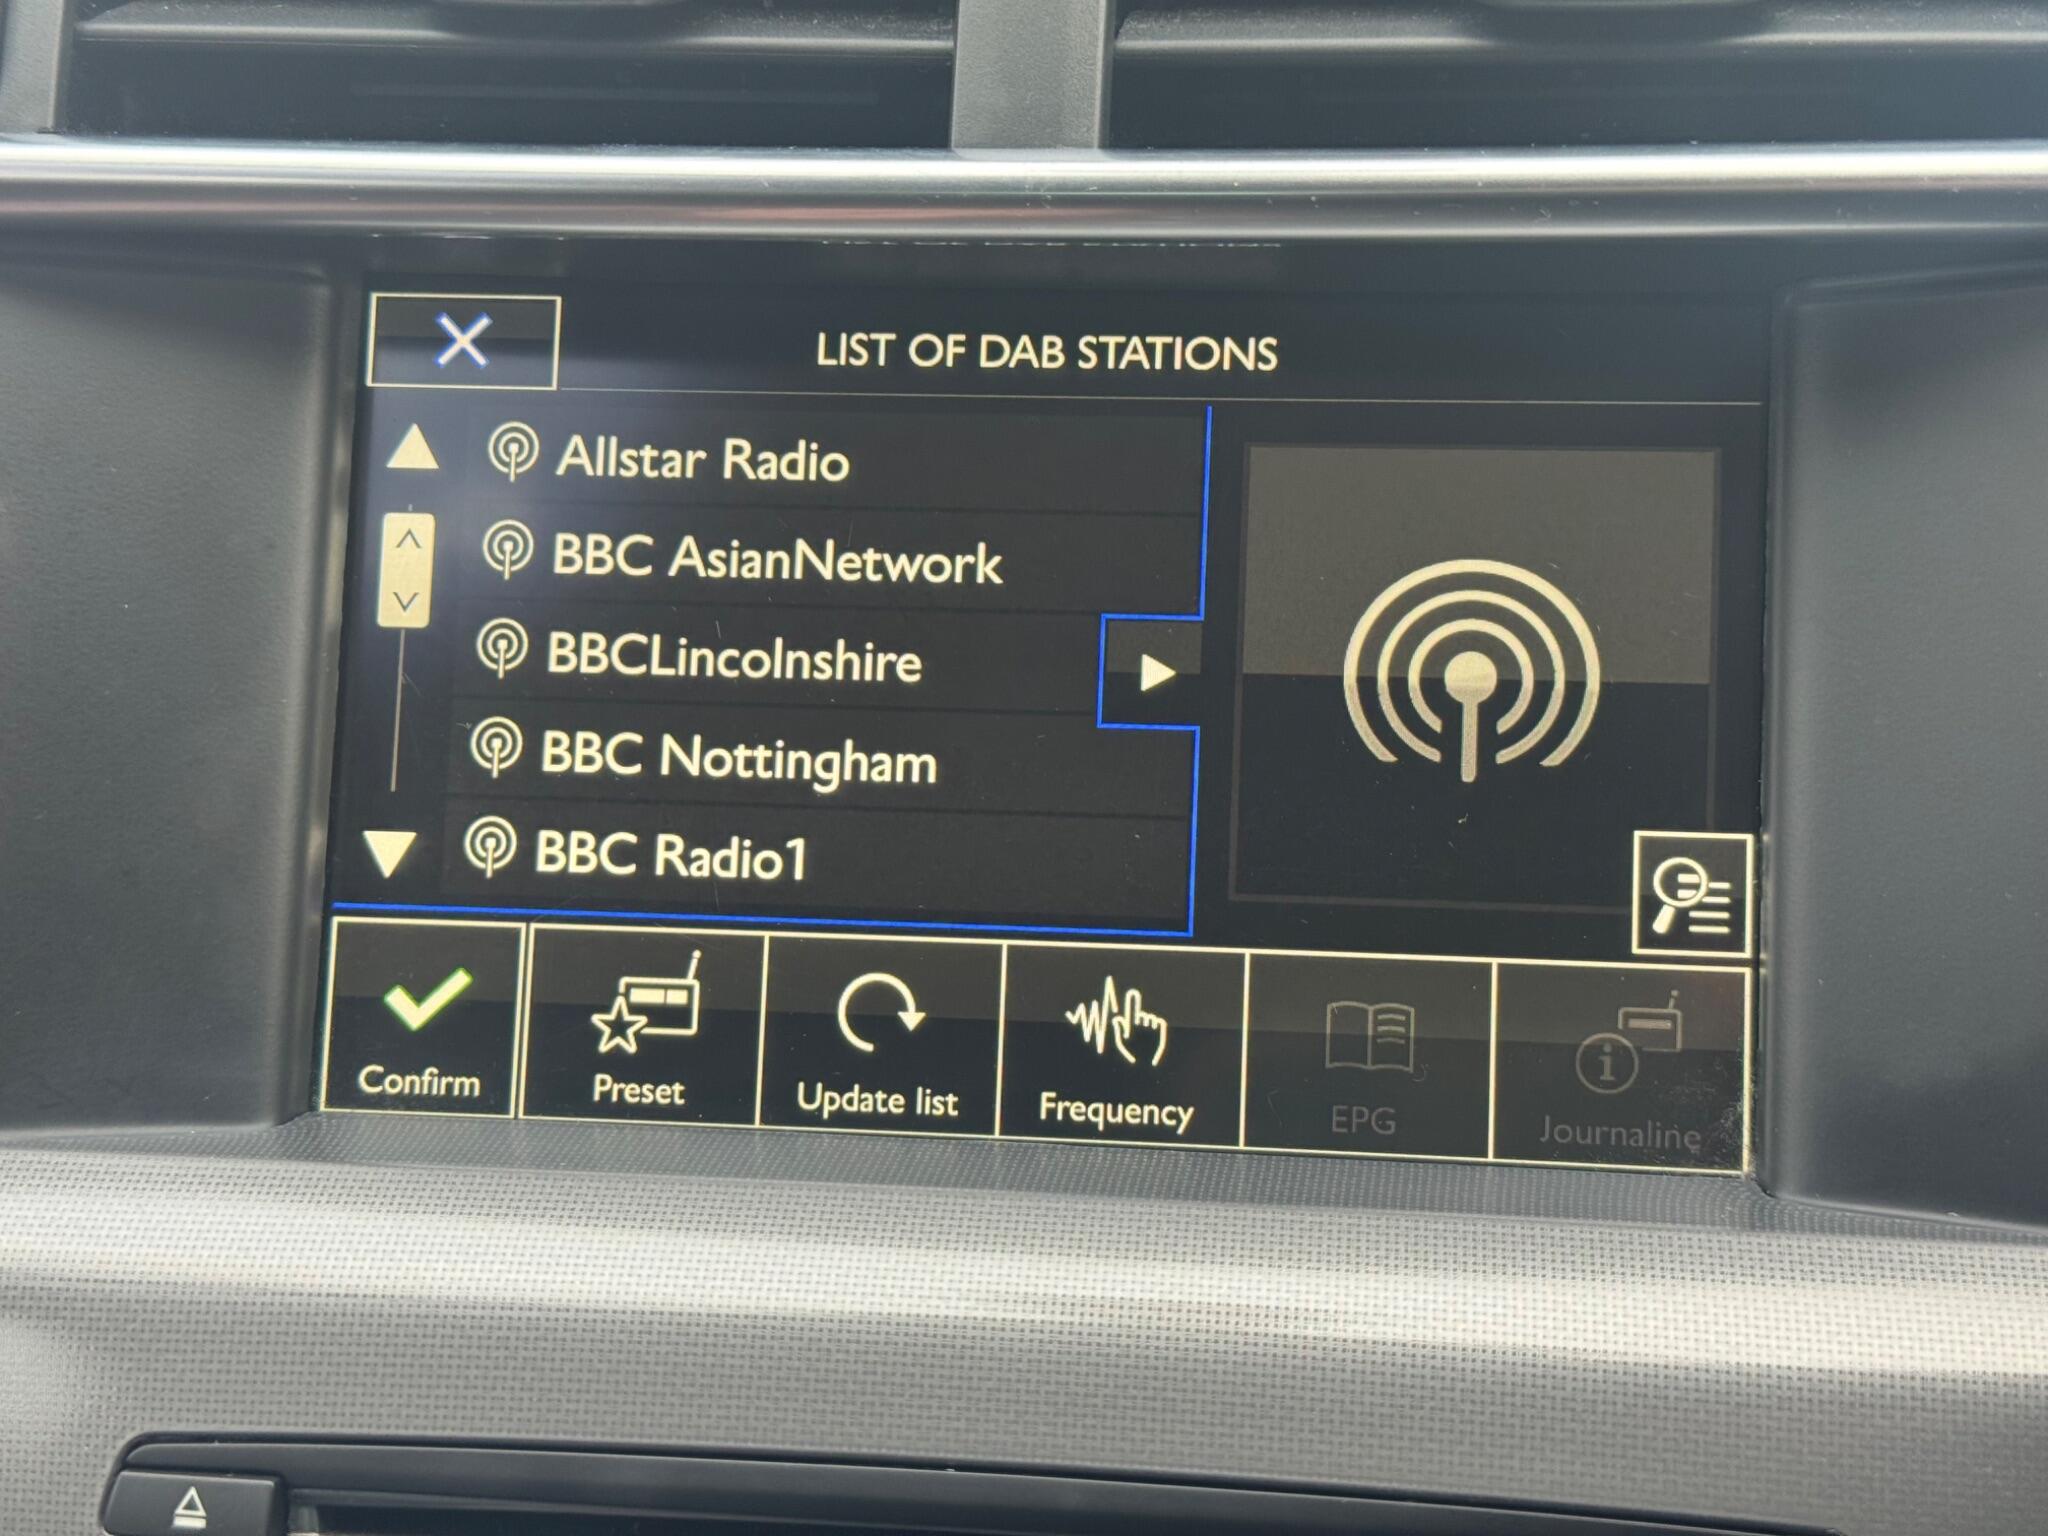 LIST OF DAB STATIONS
Allstar Radio
BBC AsianNetwork
BBCLincolnshire
BBC Nottingham
BBC Radio1
Confirm
Preset
Update list
Frequency
EPG
Journaline